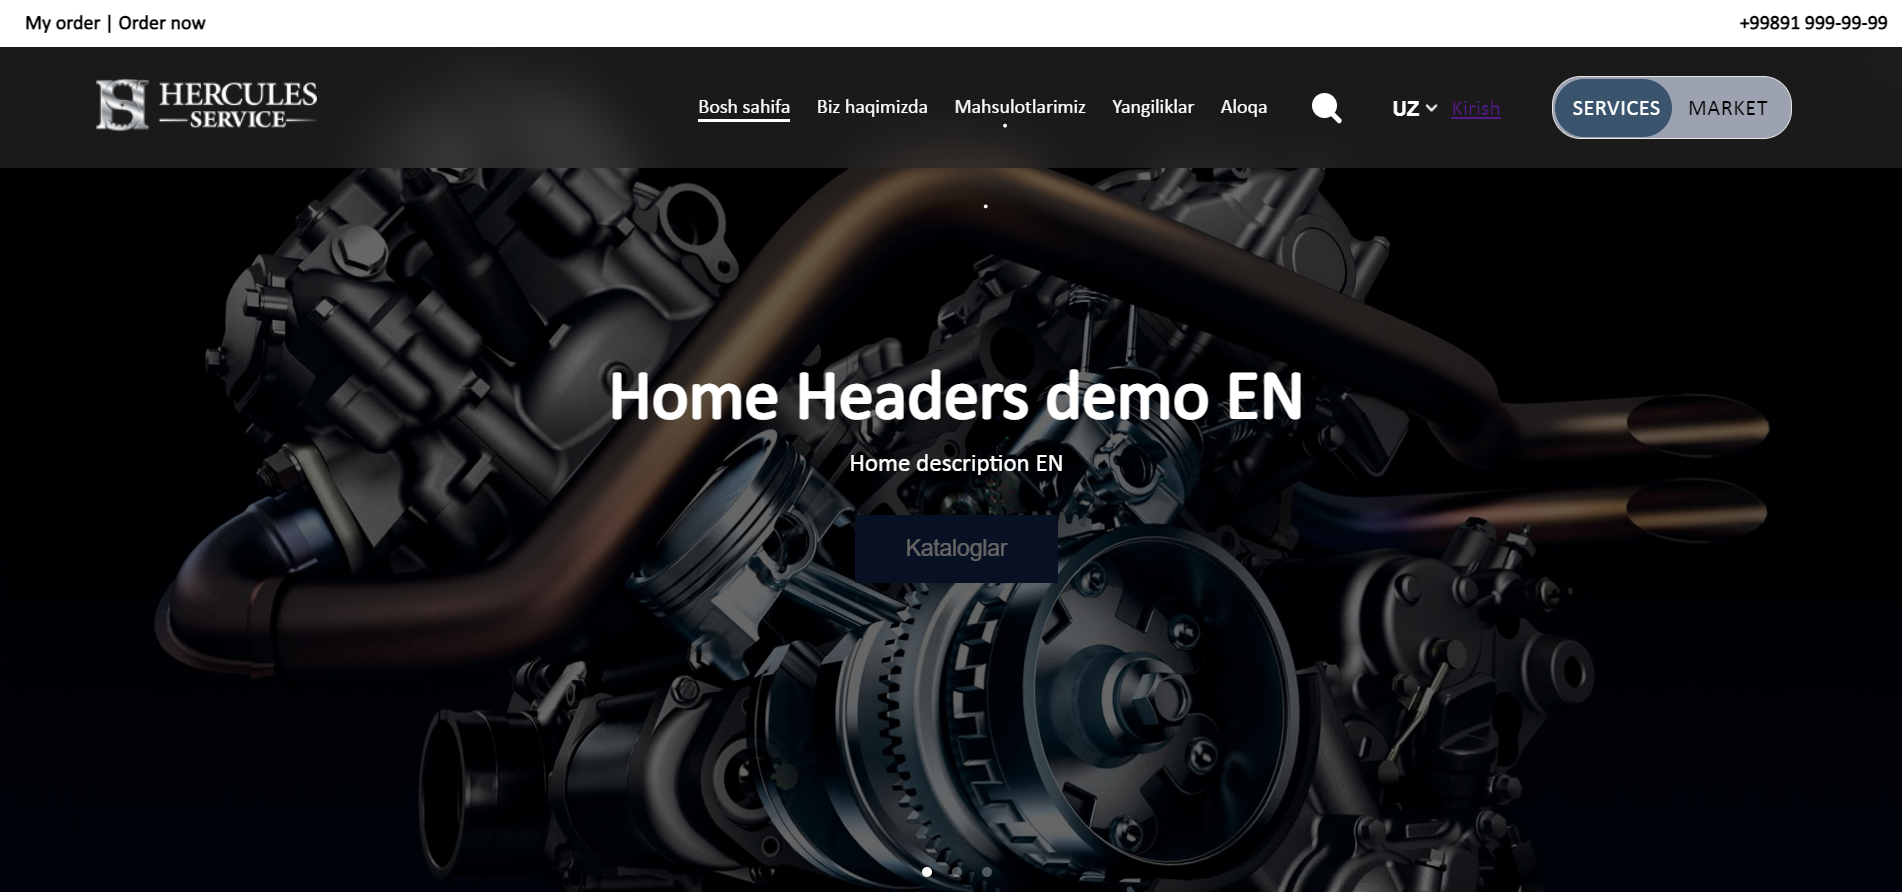 My order | Order now
+99891 999-99-99
HERCULES
SERVICE
Bosh sahifa
Biz haqimizda
Mahsulotlarimiz
Yangiliklar
Aloqa
UZ
Kirish
SERVICES
MARKET
Home Headers demo EN
Home description EN
Kataloglar